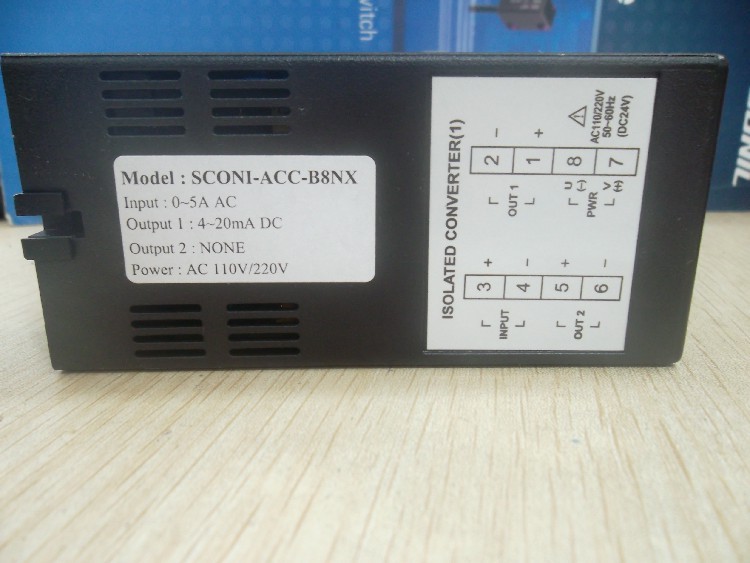 witch
Model : SCONI-ACC-B8NX
Input : 0~5A AC
Output 1 : 4~20mA DC
Output 2 : NONE
Power : AC 110V/220V
ISOLATED CONVERTER(1)
- + AC110/220V
50~60Hz
(DC24V)
2 1 8 7
U (-) V (+)
OUT 1 PWR
+ - + -
3 4 5 6
INPUT OUT 2